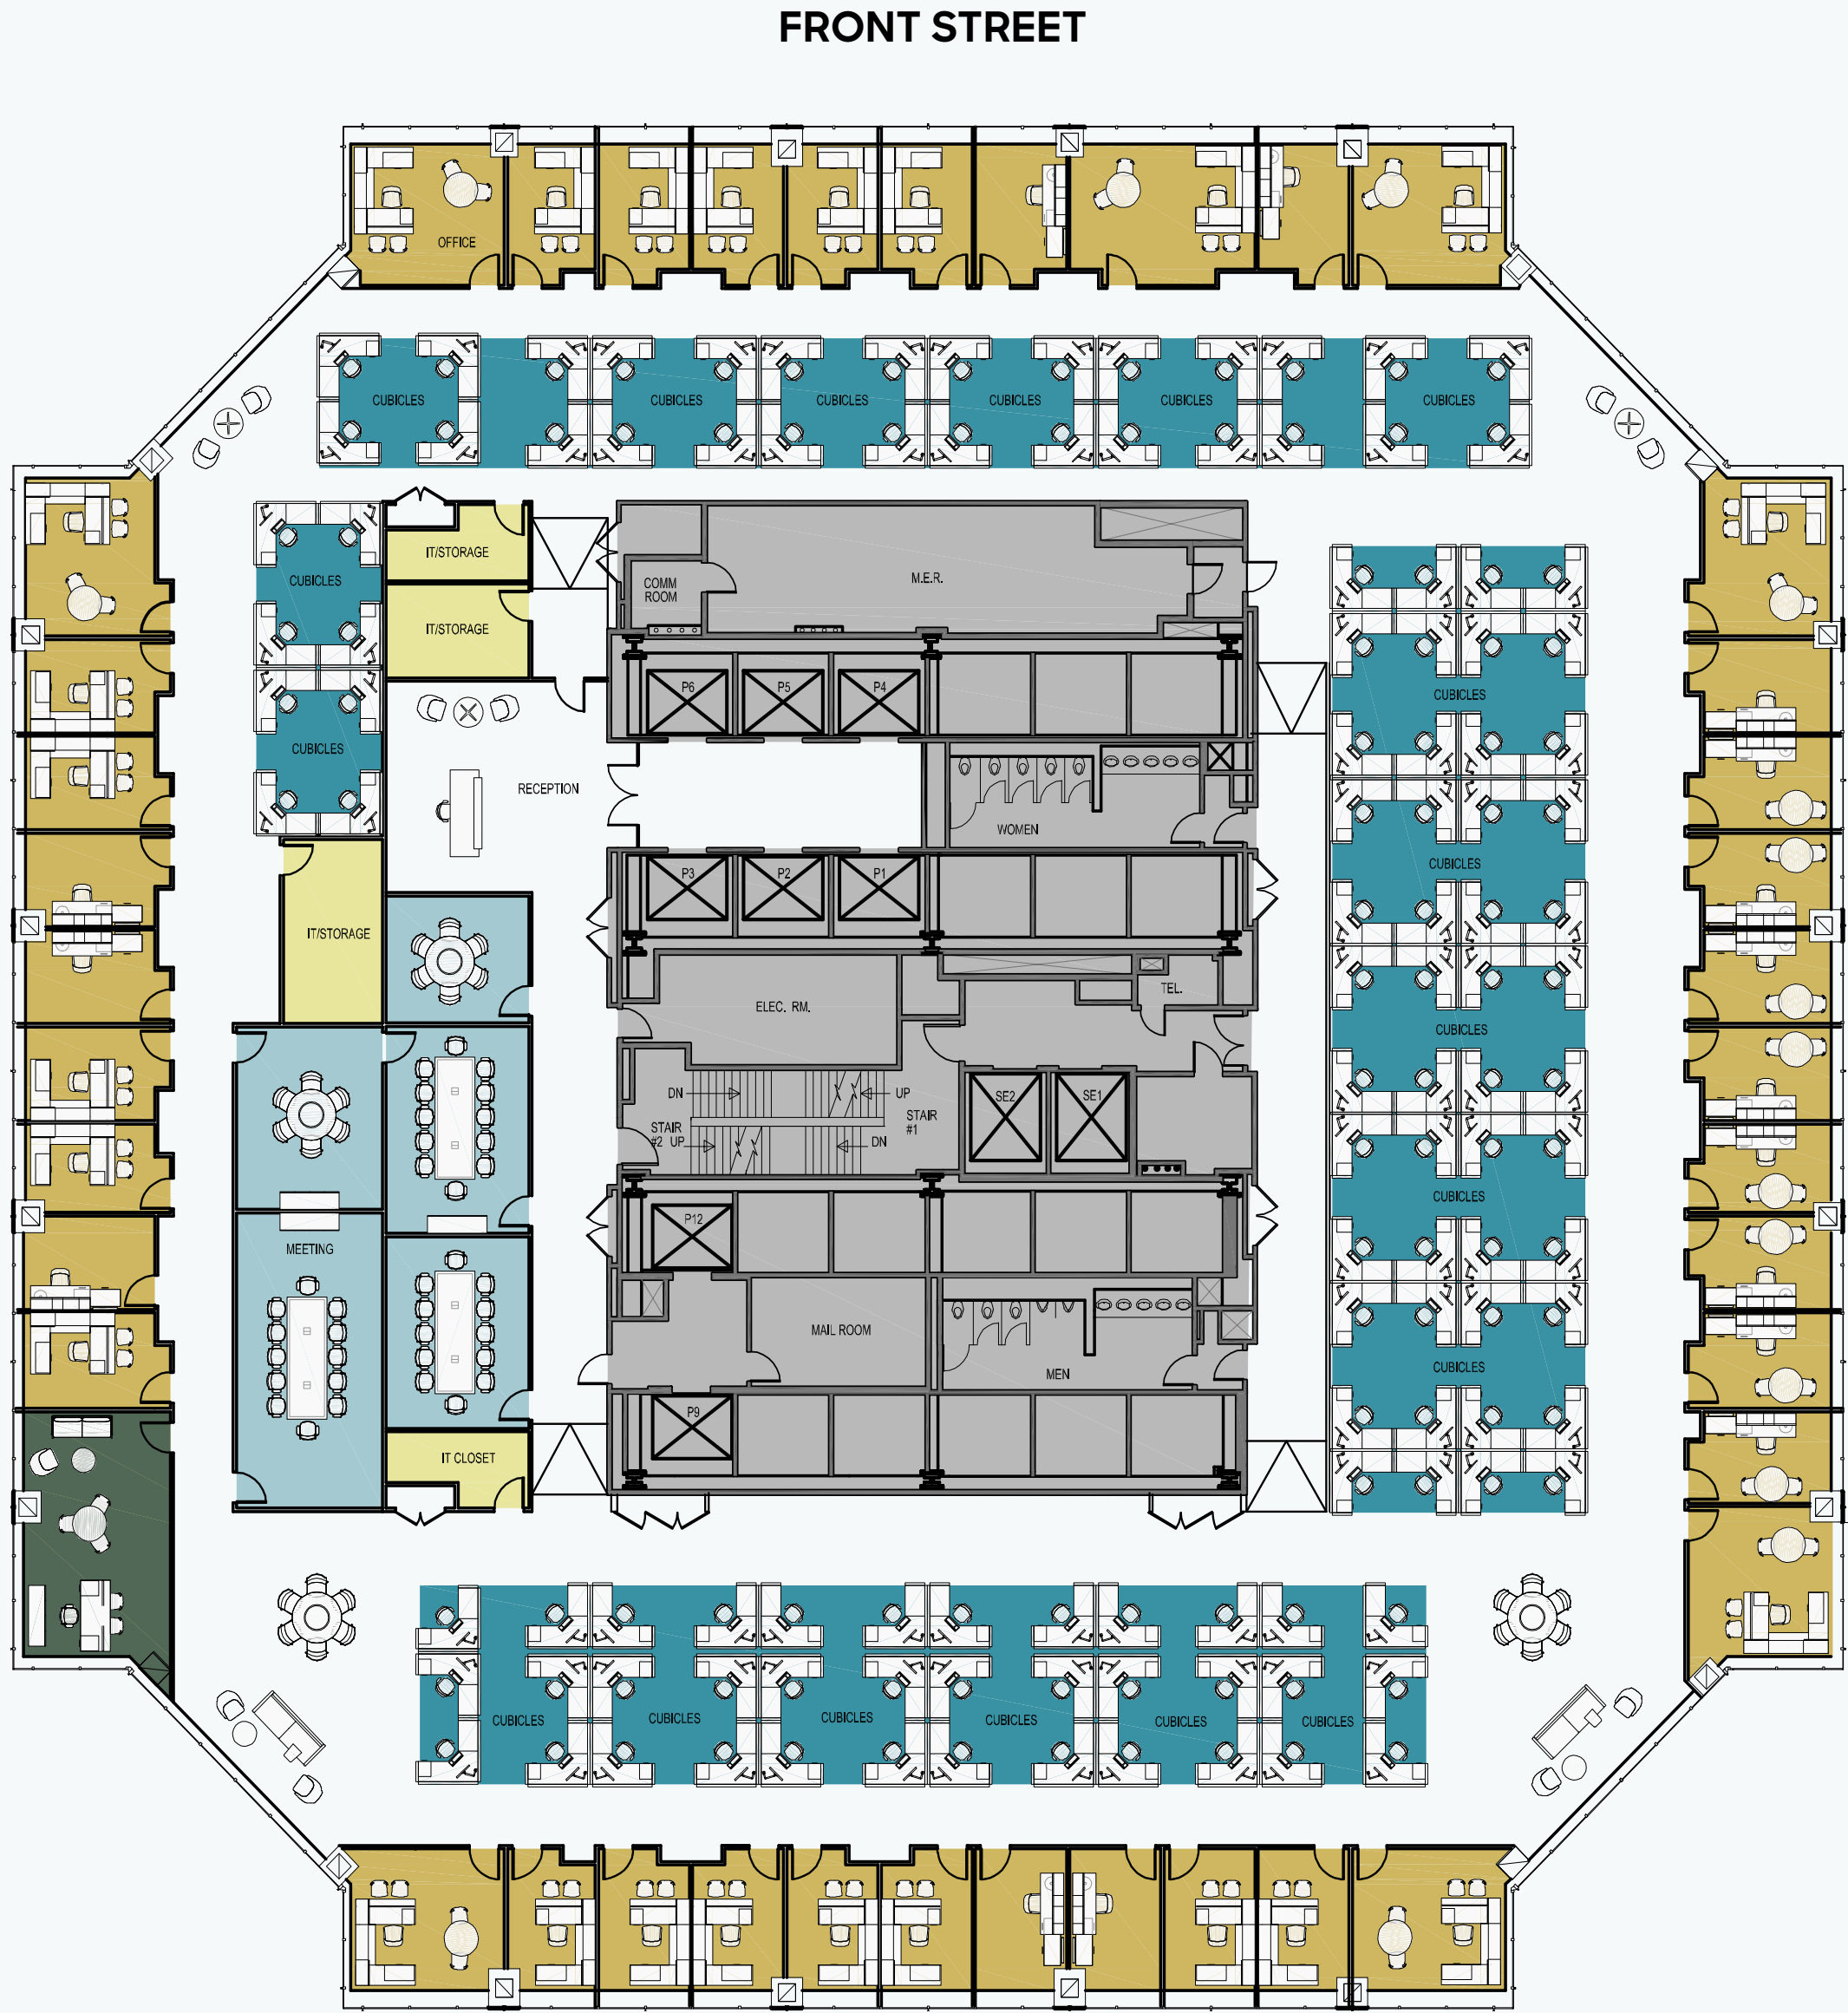 FRONT STREET
OFFICE
CUBICLES
CUBICLES
CUBICLES
CUBICLES
CUBICLES
CUBICLES
IT/STORAGE
CUBICLES
COMM
ROOM
M.E.R.
IT/STORAGE
P6
P5
P4
CUBICLES
CUBICLES
RECEPTION
WOMEN
CUBICLES
P3
P2
P1
IT/STORAGE
TEL.
ELEC. RM.
CUBICLES
DN
UP
SE2
SE1
STAIR
#1
STAIR
#2
UP
DN
CUBICLES
P12
MEETING
MAIL ROOM
CUBICLES
MEN
P9
IT CLOSET
CUBICLES
CUBICLES
CUBICLES
CUBICLES
CUBICLES
CUBICLES